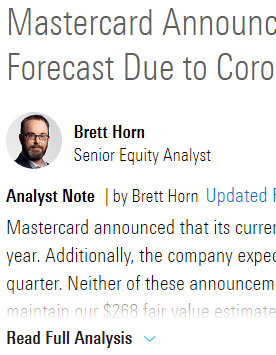 Mastercard Announc
Forecast Due to Coro
Brett Horn
Senior Equity Analyst
Analyst Note | by Brett Horn Updated
Mastercard announced that its curre
year. Additionally, the company expec
quarter. Neither of these announcem
maintain our $268 fair value estimate
Read Full Analysis